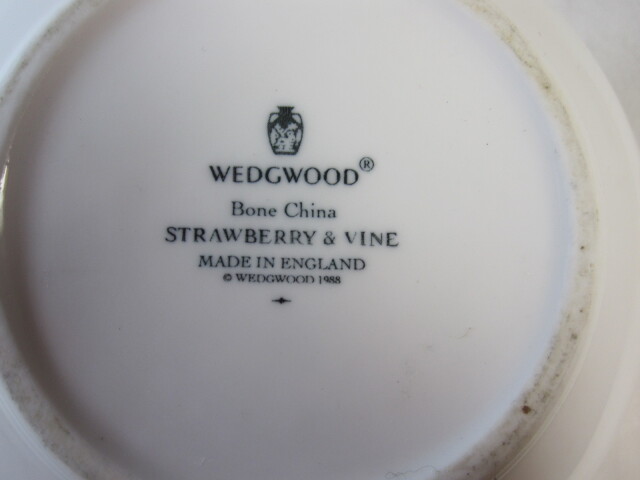 WEDGWOOD®
Bone China
STRAWBERRY & VINE
MADE IN ENGLAND
© WEDGWOOD 1988